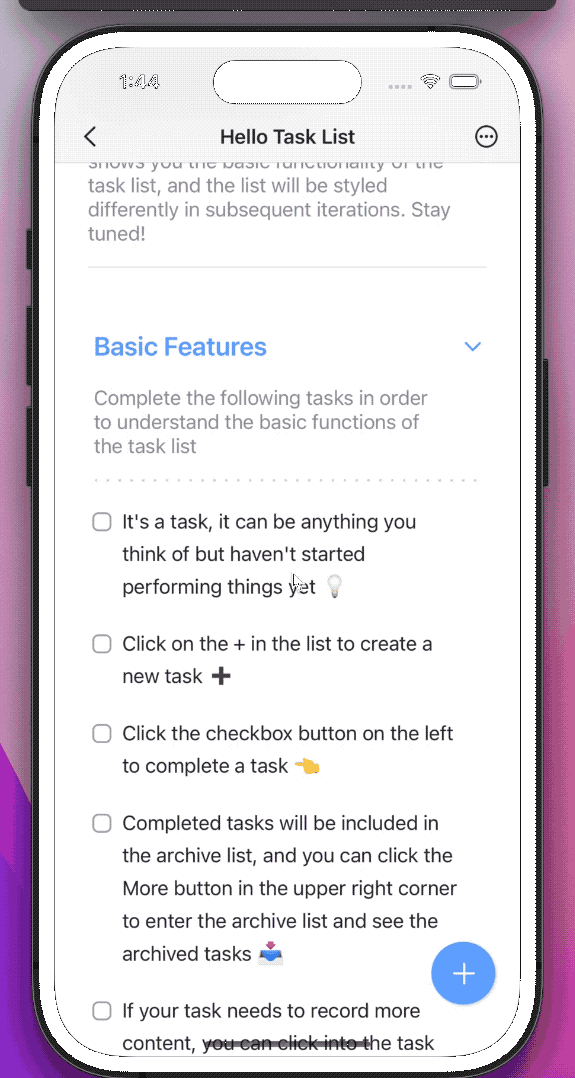 1:44
Hello Task List
shows you the basic functionality of the
task list, and the list will be styled
differently in subsequent iterations. Stay
tuned!
Basic Features
Complete the following tasks in order
to understand the basic functions of
the task list
It's a task, it can be anything you
think of but haven't started
performing things yet 💡
Click on the + in the list to create a
new task ➕
Click the checkbox button on the left
to complete a task 👈
Completed tasks will be included in
the archive list, and you can click the
More button in the upper right corner
to enter the archive list and see the
archived tasks 📥
If your task needs to record more
content, you can click into the task